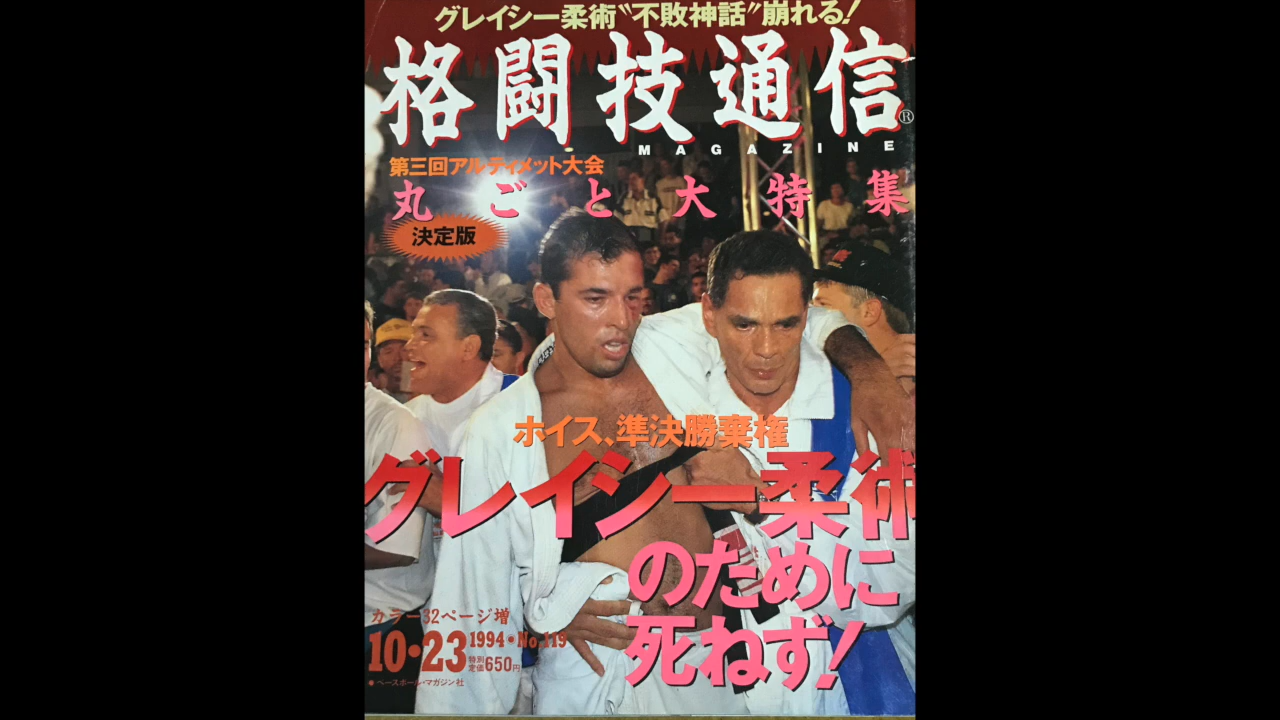 グレイシー柔術〝不敗神話〟崩れる!
格闘技通信®
MAGAZINE
第三回アルティメット大会
丸ごと大特集
決定版
ホイス、準決勝棄権
グレイシー柔術
のために
死ねず!
カラー32ページ増
10・23 1994・No.119
特別定価650円
●ベースボール・マガジン社